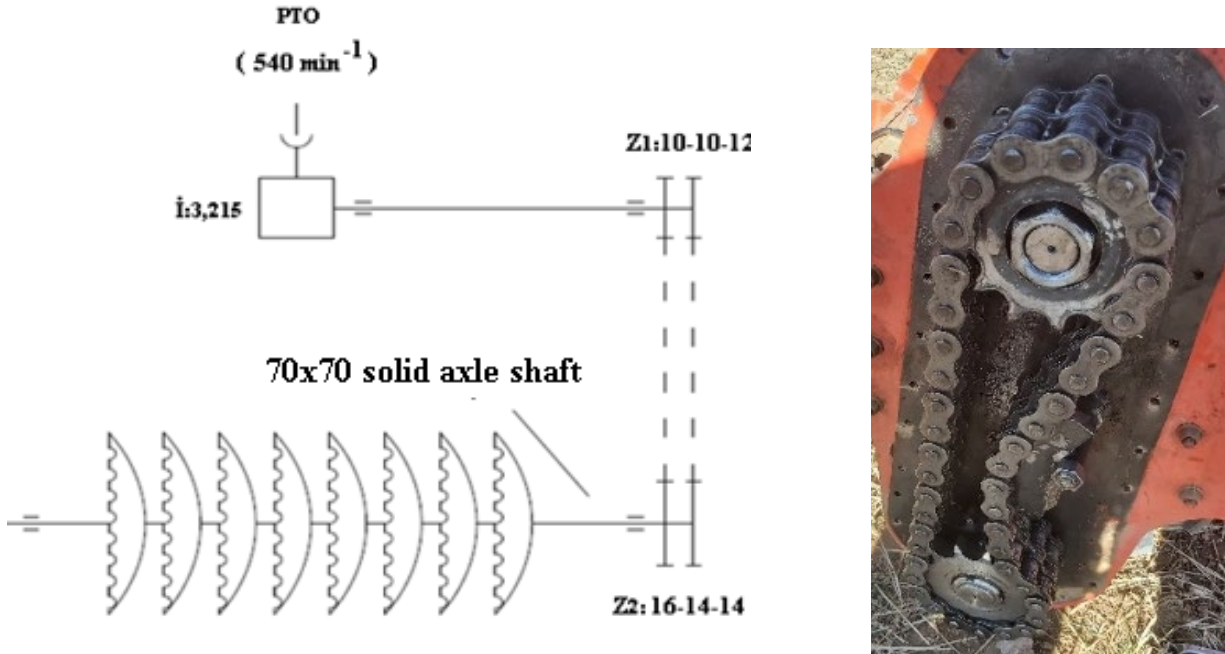 PTO
( 540 min⁻¹ )
Z1:10-10-12
İ:3,215
70x70 solid axle shaft
Z2: 16-14-14